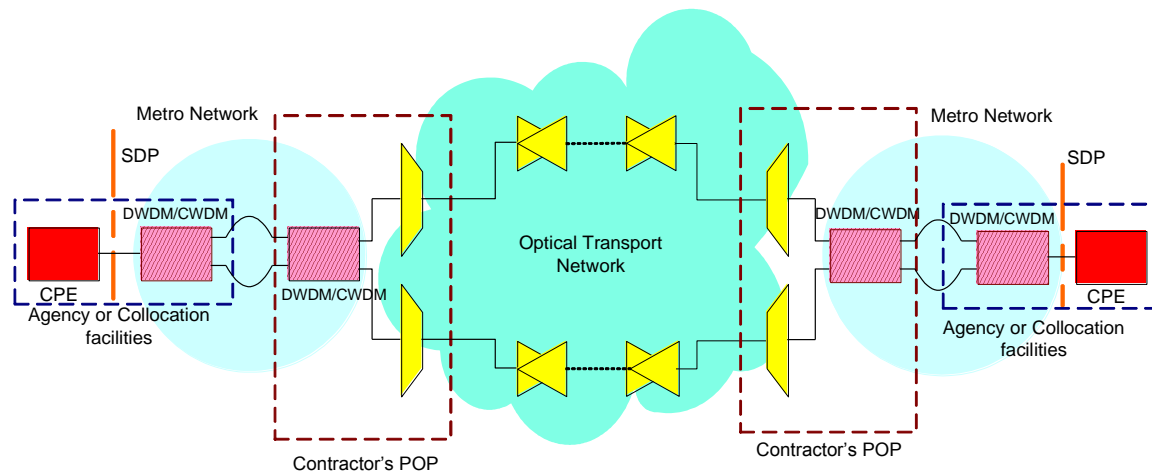 Metro Network
SDP
DWDM/CWDM
DWDM/CWDM
CPE
Agency or Collocation
facilities
Contractor's POP
Optical Transport
Network
Metro Network
SDP
DWDM/CWDM
DWDM/CWDM
CPE
Agency or Collocation
facilities
Contractor's POP